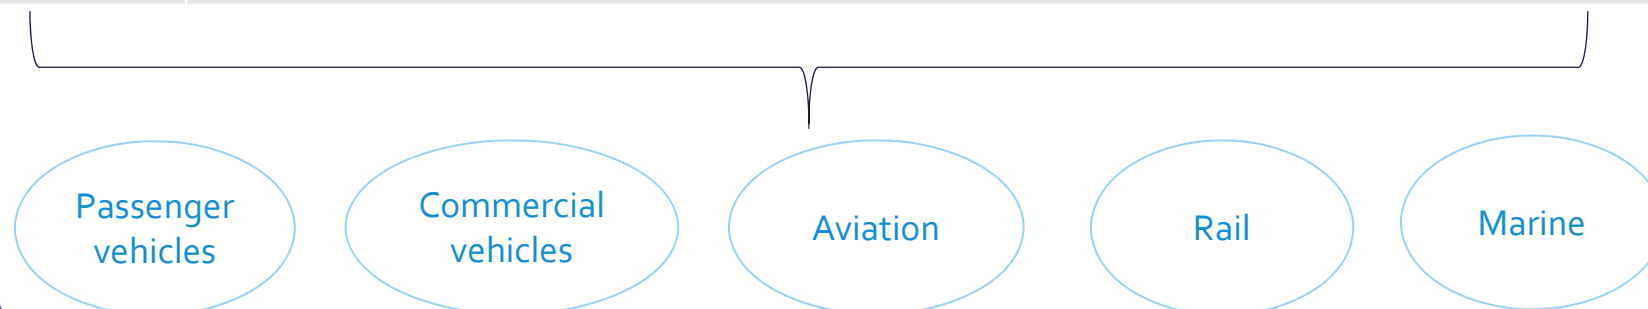 Passenger
vehicles
Commercial
vehicles
Aviation
Rail
Marine